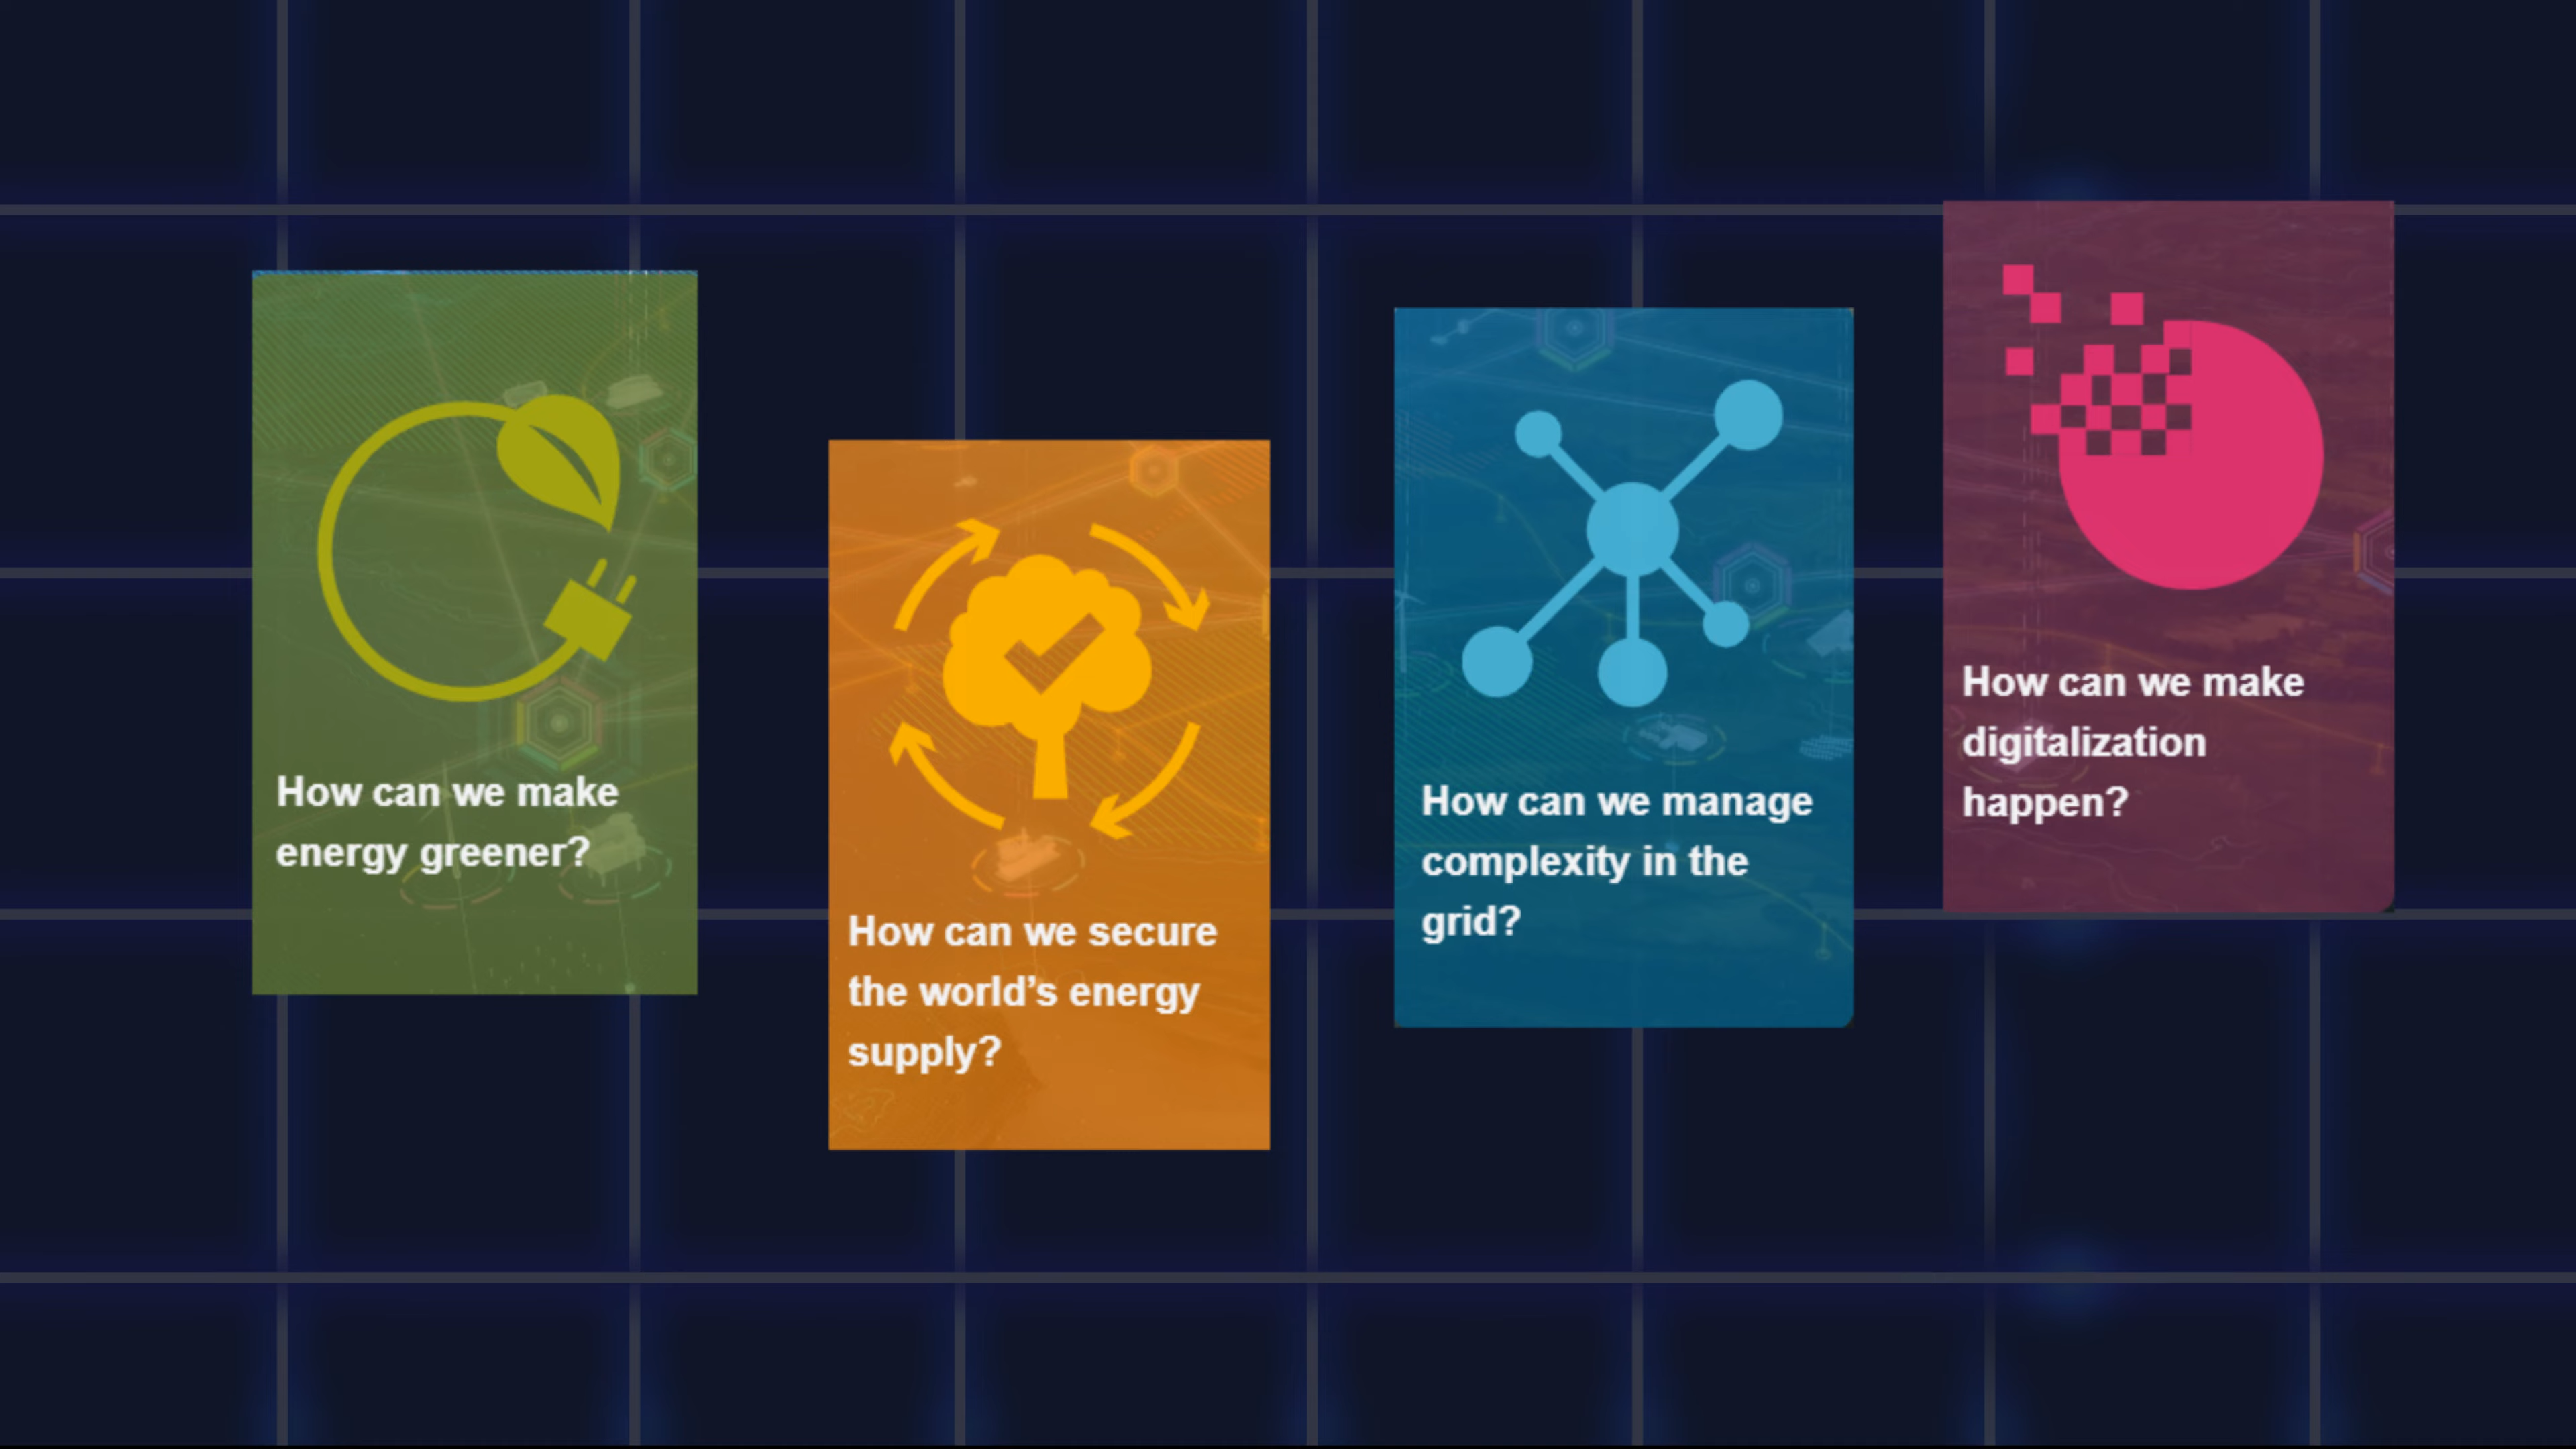 How can we make
energy greener?
How can we secure
the world’s energy
supply?
How can we manage
complexity in the
grid?
How can we make
digitalization
happen?